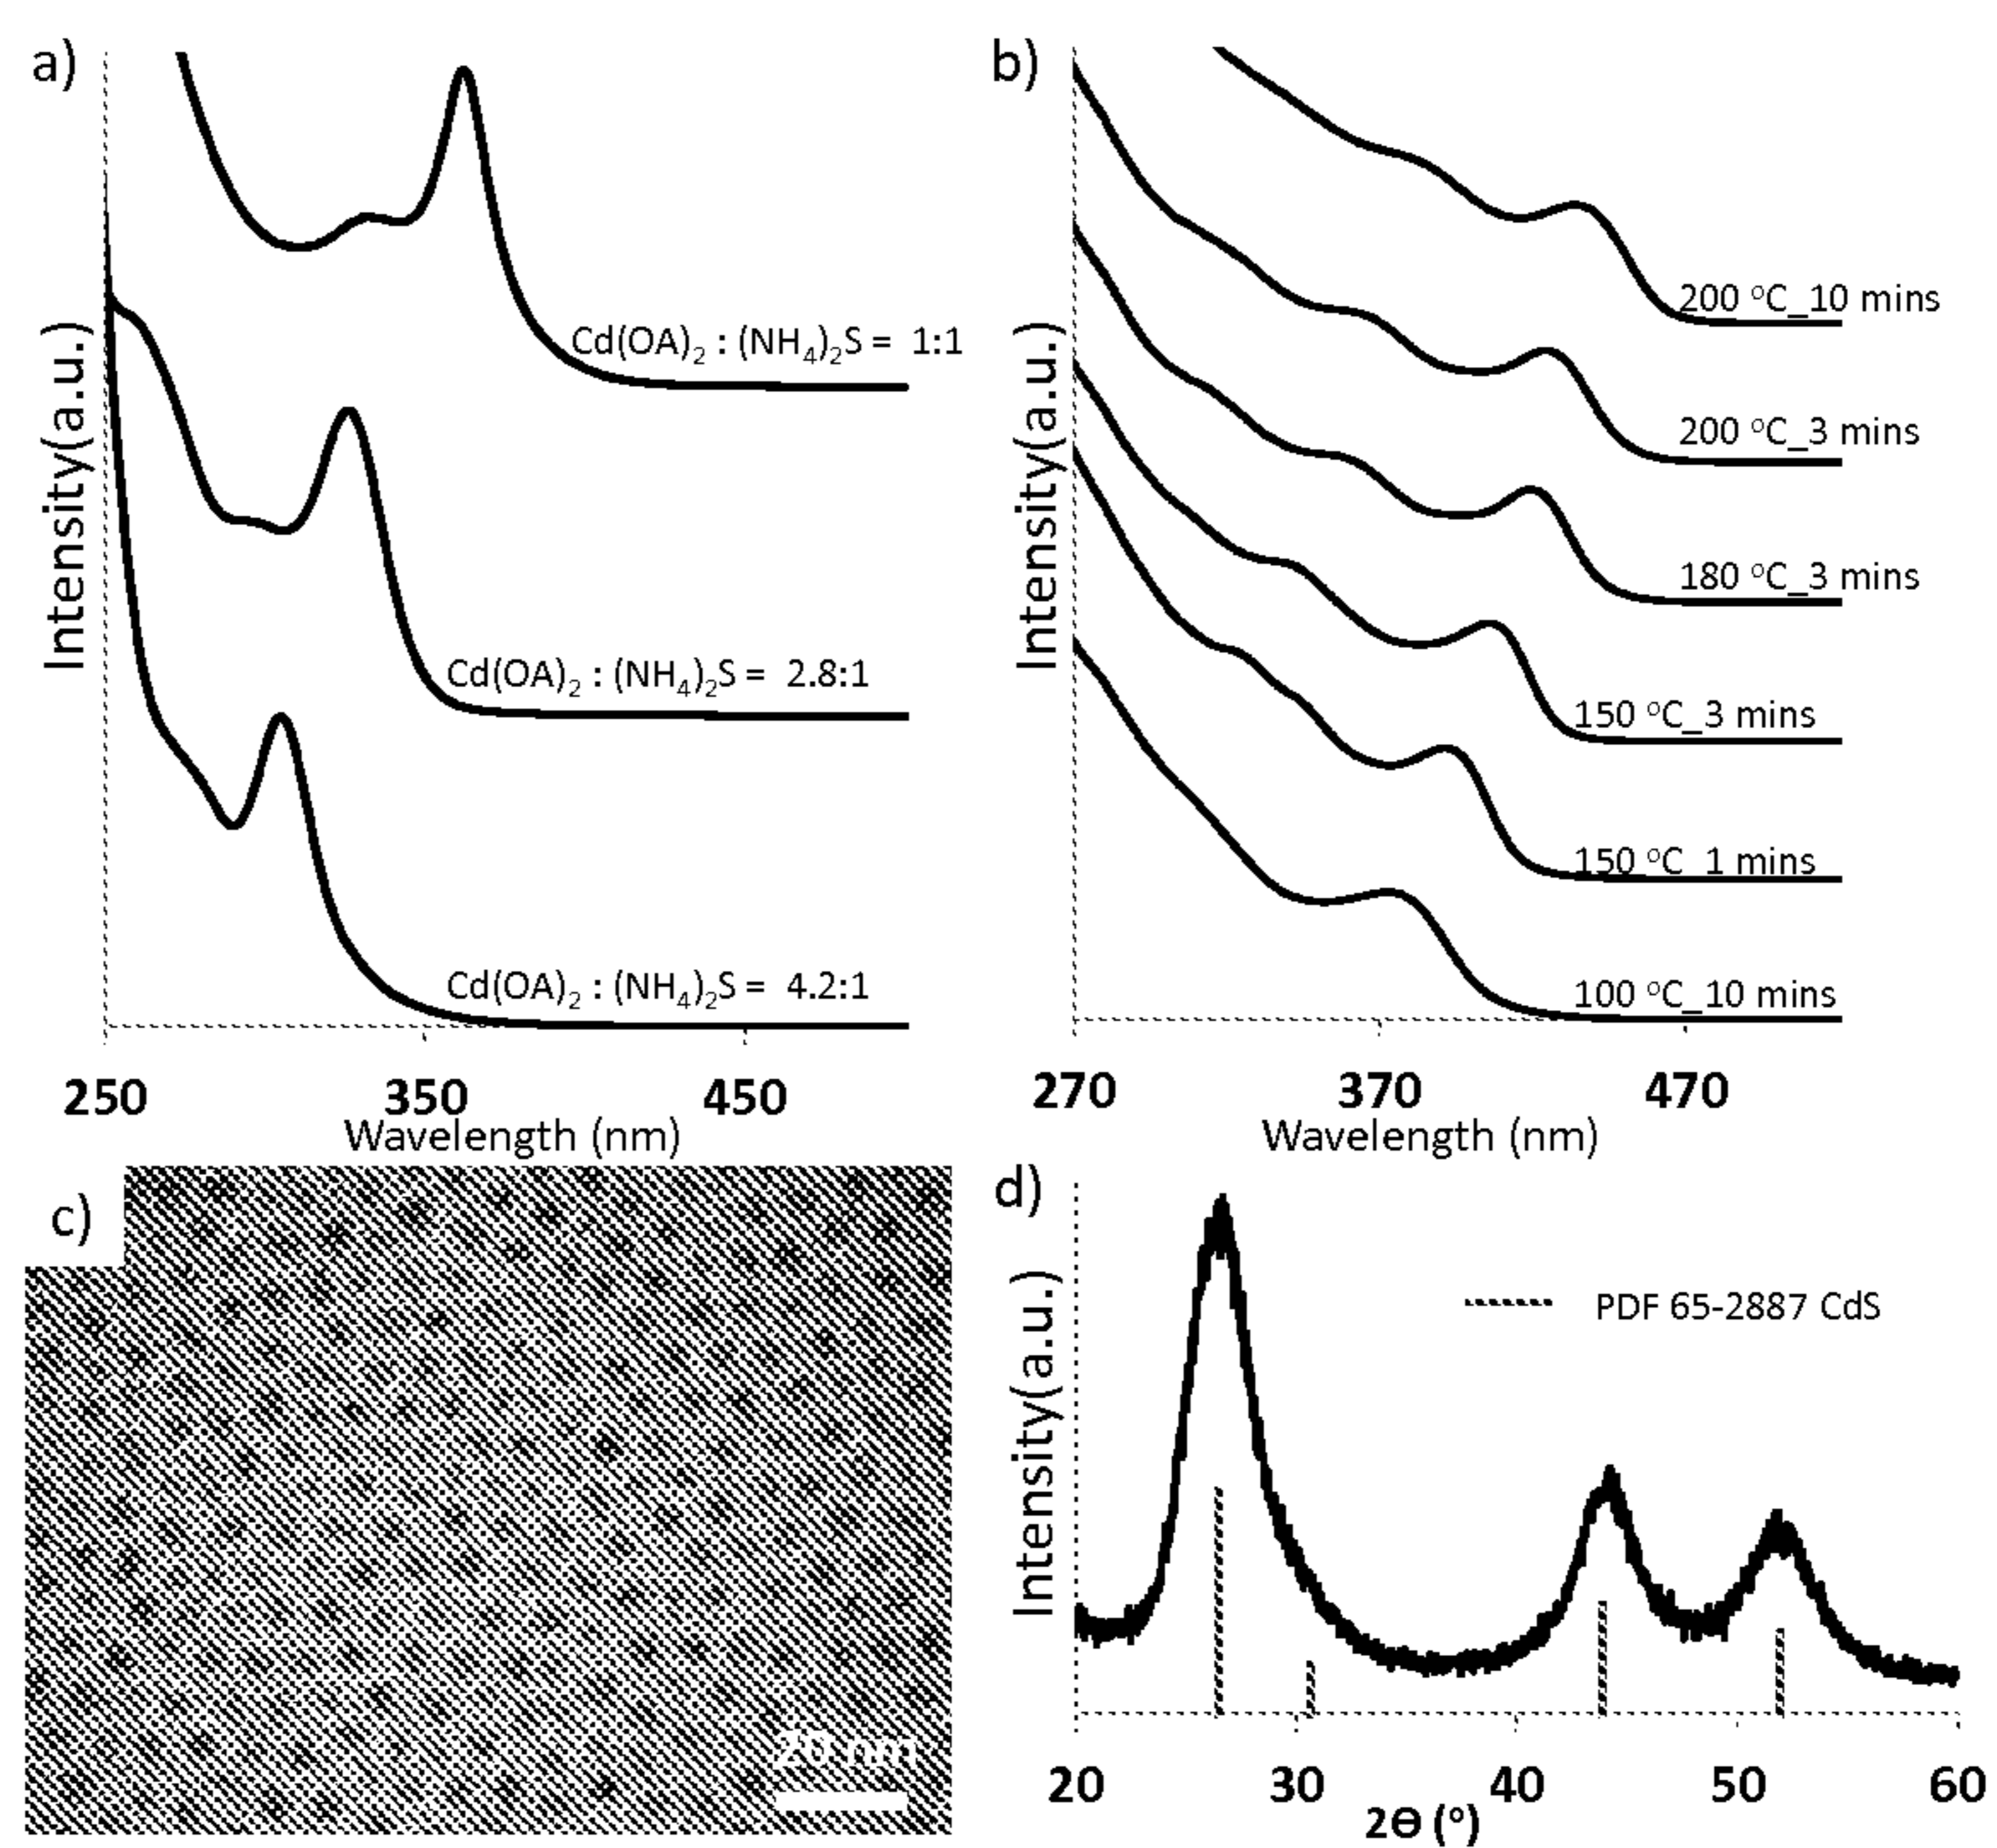 a)
Intensity(a.u.)
Cd(OA)₂ : (NH₄)₂S = 1:1
Cd(OA)₂ : (NH₄)₂S = 2.8:1
Cd(OA)₂ : (NH₄)₂S = 4.2:1
250 350 450
Wavelength (nm)
b)
Intensity(a.u.)
200 °C_10 mins
200 °C_3 mins
180 °C_3 mins
150 °C_3 mins
150 °C_1 mins
100 °C_10 mins
270 370 470
Wavelength (nm)
c)
20 nm
d)
Intensity(a.u.)
PDF 65-2887 CdS
20 30 40 50 60
2Θ (°)